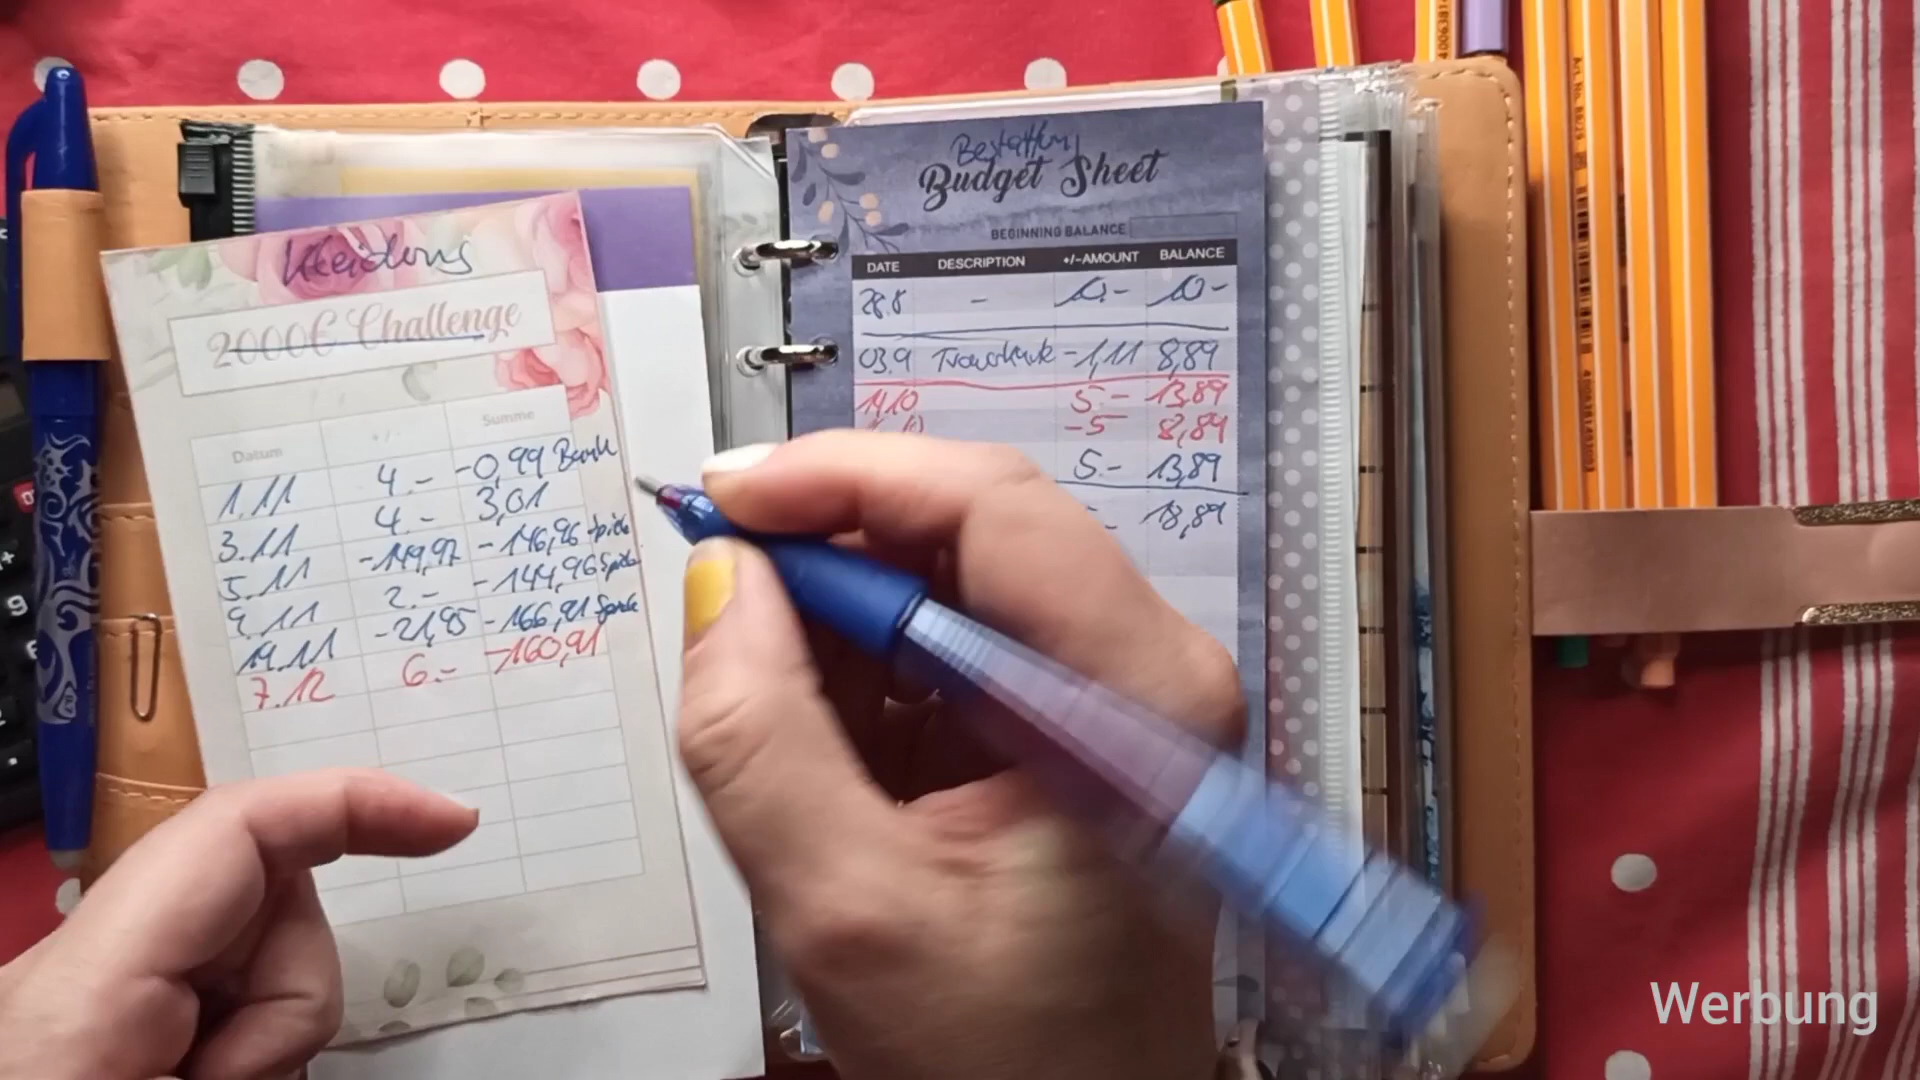 Kleidung
2000€ Challenge
Datum +/- Summe
1.11 4.- -0,99 Bank
3.11 4.- 3,01
5.11 -149,97 -146,96
9.11 2.- -144,96
19.11 -21,95 -166,91
7.12 6.- -160,91
Budget Sheet
BEGINNING BALANCE
DATE DESCRIPTION +/-AMOUNT BALANCE
28.8 - 10.- 10-
03.9 -1,11 8,89
14.10 5.- 13,89
-5 8,89
5.- 13,89
18,89
Werbung